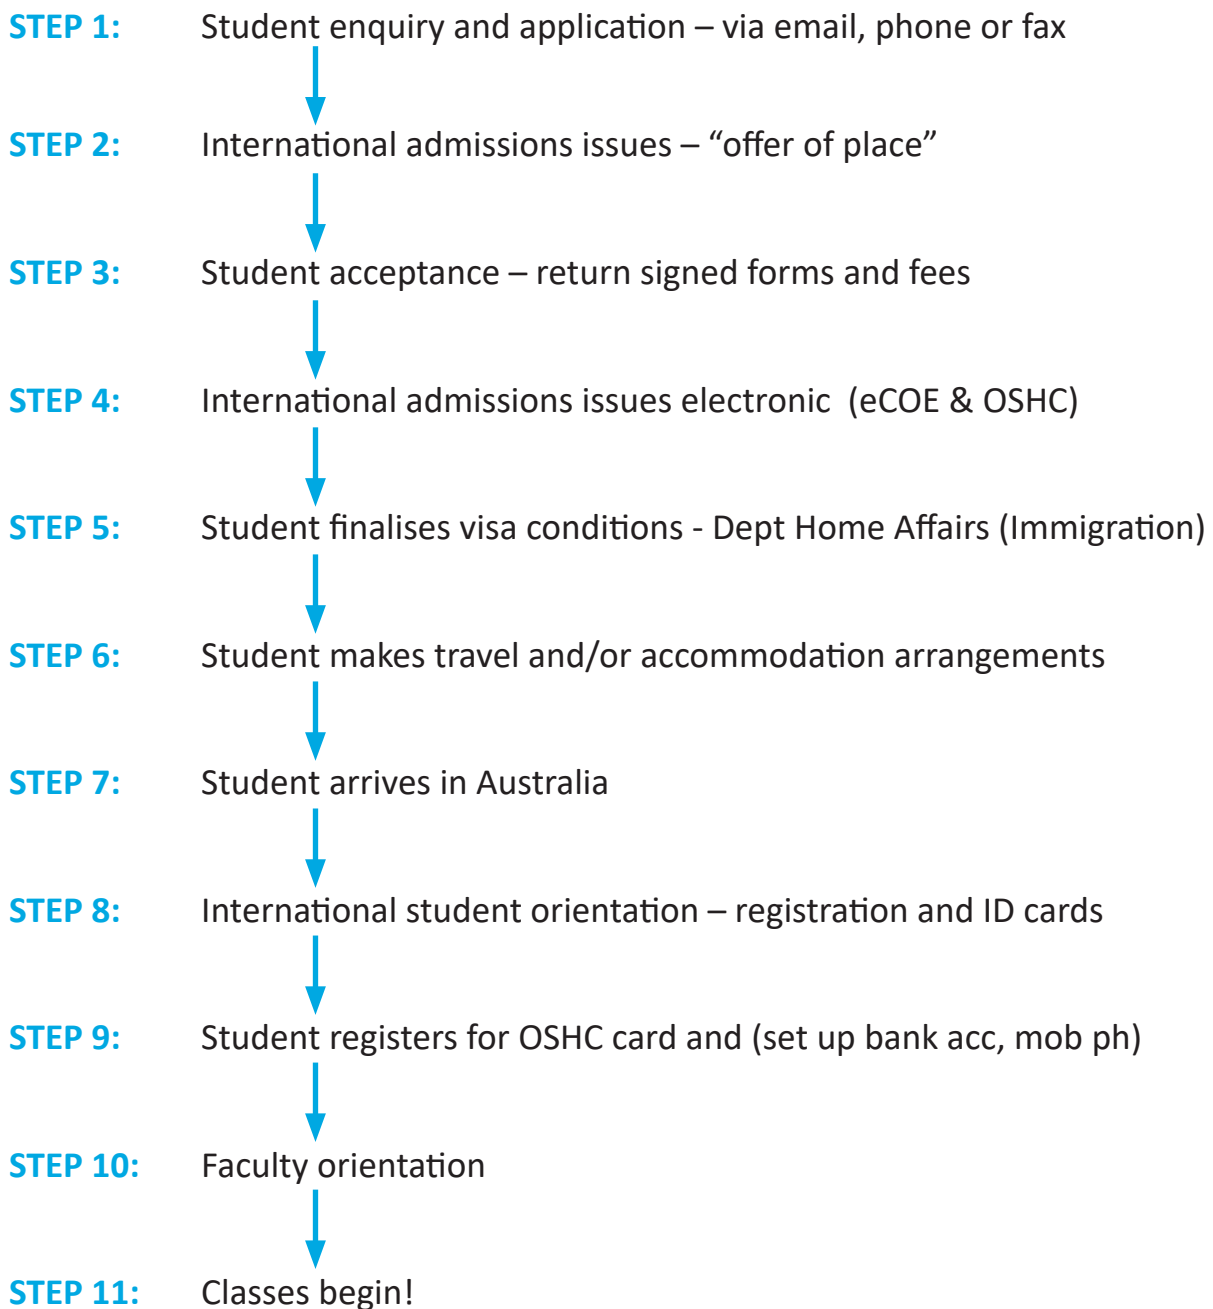 STEP 1: Student enquiry and application – via email, phone or fax
STEP 2: International admissions issues – “offer of place”
STEP 3: Student acceptance – return signed forms and fees
STEP 4: International admissions issues electronic  (eCOE & OSHC)
STEP 5: Student finalises visa conditions - Dept Home Affairs (Immigration)
STEP 6: Student makes travel and/or accommodation arrangements
STEP 7: Student arrives in Australia
STEP 8: International student orientation – registration and ID cards
STEP 9: Student registers for OSHC card and (set up bank acc, mob ph)
STEP 10: Faculty orientation
STEP 11: Classes begin!